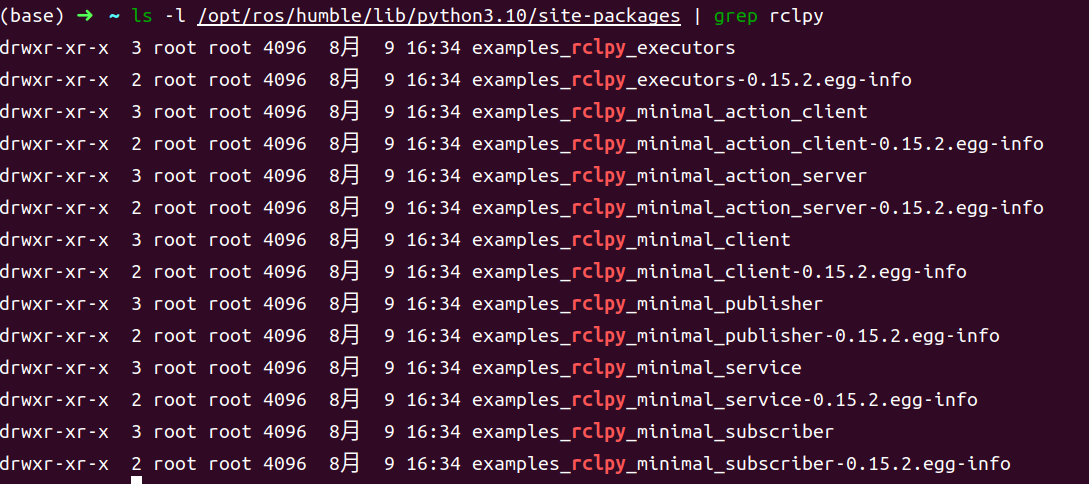 (base) ➜ ~ ls -l /opt/ros/humble/lib/python3.10/site-packages | grep rclpy
drwxr-xr-x 3 root root 4096 8月 9 16:34 examples_rclpy_executors
drwxr-xr-x 2 root root 4096 8月 9 16:34 examples_rclpy_executors-0.15.2.egg-info
drwxr-xr-x 3 root root 4096 8月 9 16:34 examples_rclpy_minimal_action_client
drwxr-xr-x 2 root root 4096 8月 9 16:34 examples_rclpy_minimal_action_client-0.15.2.egg-info
drwxr-xr-x 3 root root 4096 8月 9 16:34 examples_rclpy_minimal_action_server
drwxr-xr-x 2 root root 4096 8月 9 16:34 examples_rclpy_minimal_action_server-0.15.2.egg-info
drwxr-xr-x 3 root root 4096 8月 9 16:34 examples_rclpy_minimal_client
drwxr-xr-x 2 root root 4096 8月 9 16:34 examples_rclpy_minimal_client-0.15.2.egg-info
drwxr-xr-x 3 root root 4096 8月 9 16:34 examples_rclpy_minimal_publisher
drwxr-xr-x 2 root root 4096 8月 9 16:34 examples_rclpy_minimal_publisher-0.15.2.egg-info
drwxr-xr-x 3 root root 4096 8月 9 16:34 examples_rclpy_minimal_service
drwxr-xr-x 2 root root 4096 8月 9 16:34 examples_rclpy_minimal_service-0.15.2.egg-info
drwxr-xr-x 3 root root 4096 8月 9 16:34 examples_rclpy_minimal_subscriber
drwxr-xr-x 2 root root 4096 8月 9 16:34 examples_rclpy_minimal_subscriber-0.15.2.egg-info